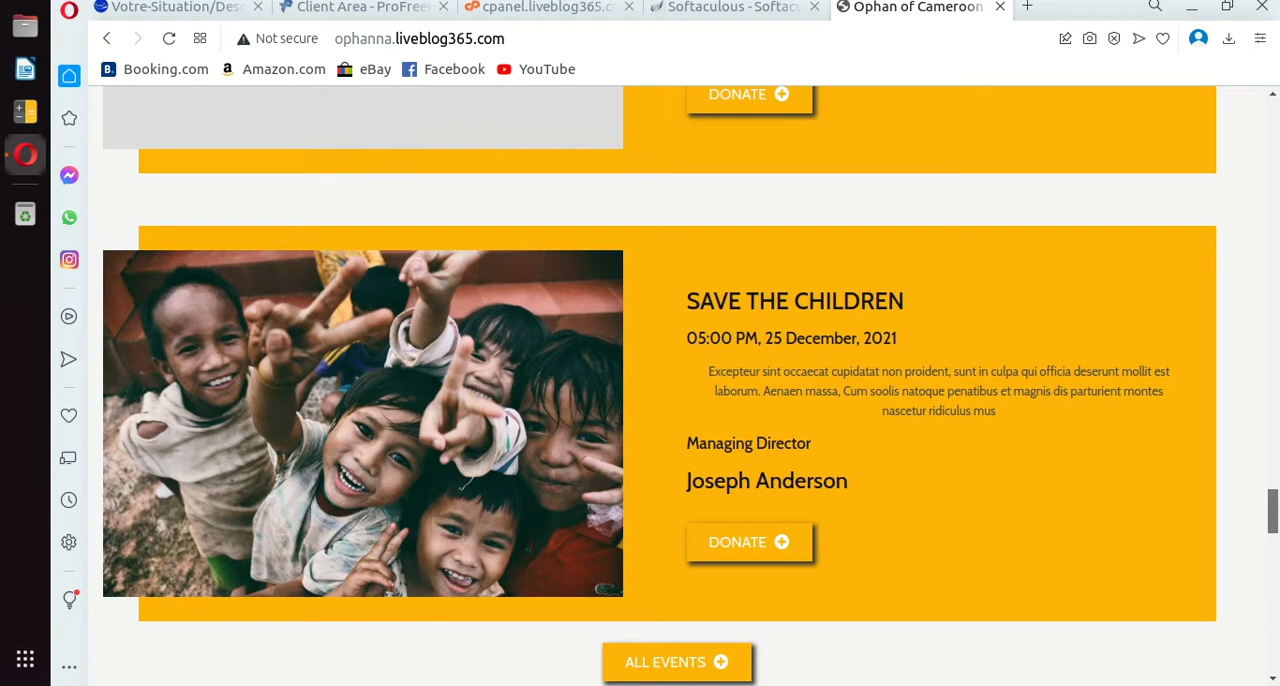 Votre-Situation/Desc
Client Area - ProFreeH
cpanel.liveblog365.co
Softaculous - Softacu
Ophan of Cameroon
Not secure
ophanna.liveblog365.com
Booking.com
Amazon.com
eBay
Facebook
YouTube
DONATE
SAVE THE CHILDREN
05:00 PM, 25 December, 2021
Excepteur sint occaecat cupidatat non proident, sunt in culpa qui officia deserunt mollit est
laborum. Aenaen massa, Cum soolis natoque penatibus et magnis dis parturient montes
nascetur ridiculus mus
Managing Director
Joseph Anderson
DONATE
ALL EVENTS